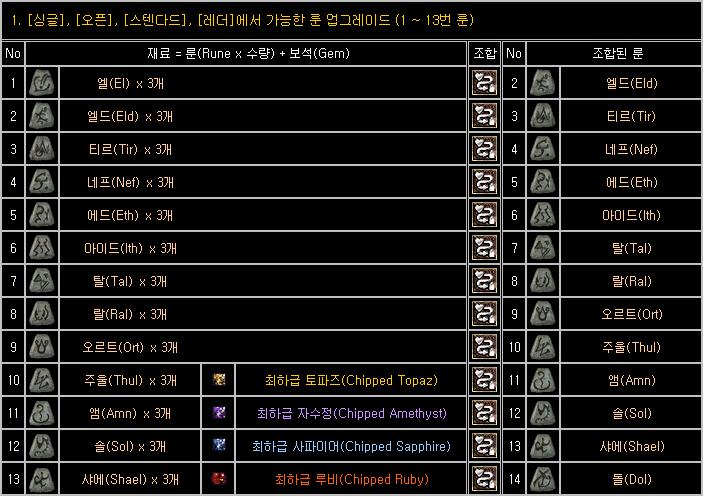 1. [싱글], [오픈], [스텐다드], [레더]에서 가능한 룬 업그레이드 (1 ~ 13번 룬)
No 재료 = 룬(Rune x 수량) + 보석(Gem) 조합 No 조합된 룬
1 엘(El) x 3개 2 엘드(Eld)
2 엘드(Eld) x 3개 3 티르(Tir)
3 티르(Tir) x 3개 4 네프(Nef)
4 네프(Nef) x 3개 5 에드(Eth)
5 에드(Eth) x 3개 6 아이드(Ith)
6 아이드(Ith) x 3개 7 탈(Tal)
7 탈(Tal) x 3개 8 랄(Ral)
8 랄(Ral) x 3개 9 오르트(Ort)
9 오르트(Ort) x 3개 10 주울(Thul)
10 주울(Thul) x 3개 최하급 토파즈(Chipped Topaz) 11 앰(Amn)
11 앰(Amn) x 3개 최하급 자수정(Chipped Amethyst) 12 솔(Sol)
12 솔(Sol) x 3개 최하급 사파이어(Chipped Sapphire) 13 샤에(Shael)
13 샤에(Shael) x 3개 최하급 루비(Chipped Ruby) 14 돌(Dol)